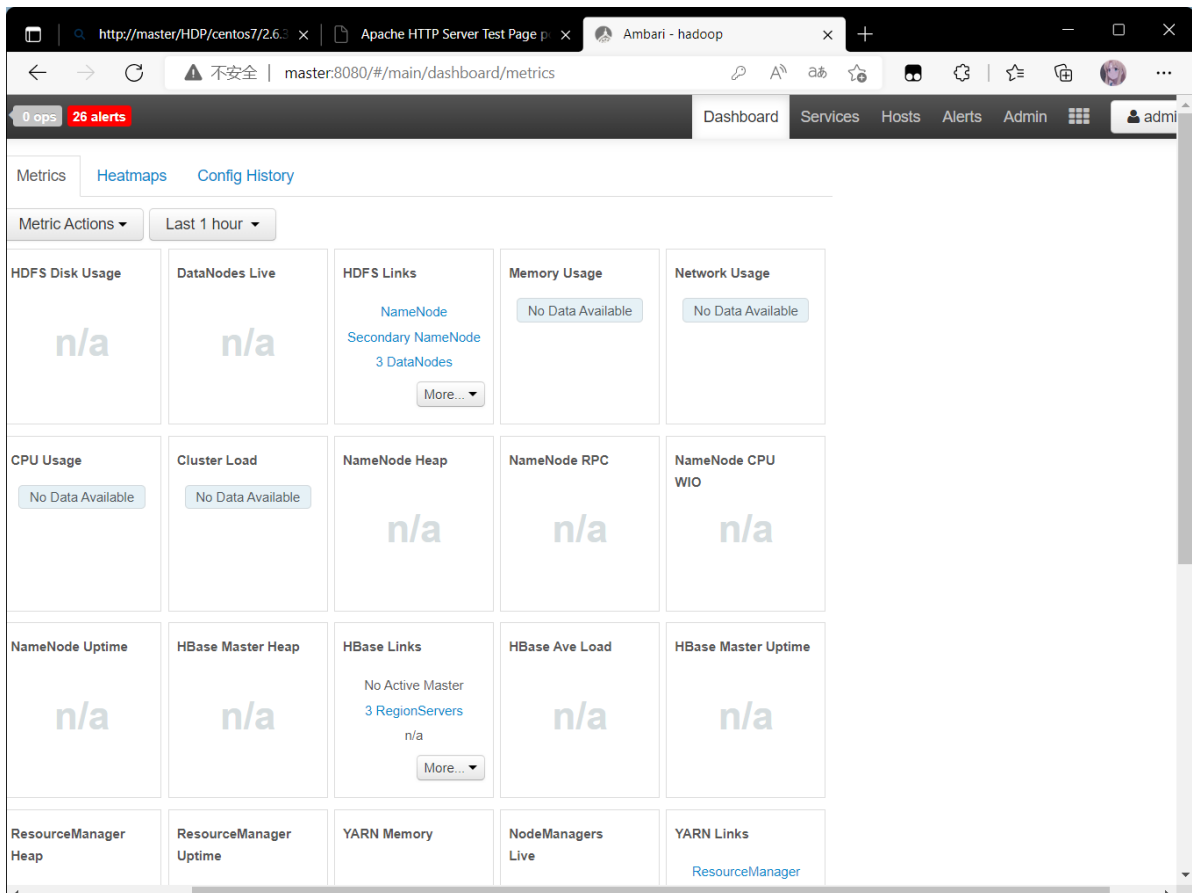 http://master/HDP/centos7/2.6.3
Apache HTTP Server Test Page p
Ambari - hadoop
不安全
master:8080/#/main/dashboard/metrics
0 ops 26 alerts
Dashboard Services Hosts Alerts Admin
admi
Metrics Heatmaps Config History
Metric Actions
Last 1 hour
HDFS Disk Usage
n/a
DataNodes Live
n/a
HDFS Links
NameNode
Secondary NameNode
3 DataNodes
More...
Memory Usage
No Data Available
Network Usage
No Data Available
CPU Usage
No Data Available
Cluster Load
No Data Available
NameNode Heap
n/a
NameNode RPC
n/a
NameNode CPU
WIO
n/a
NameNode Uptime
n/a
HBase Master Heap
n/a
HBase Links
No Active Master
3 RegionServers
n/a
More...
HBase Ave Load
n/a
HBase Master Uptime
n/a
ResourceManager
Heap
ResourceManager
Uptime
YARN Memory
NodeManagers
Live
YARN Links
ResourceManager